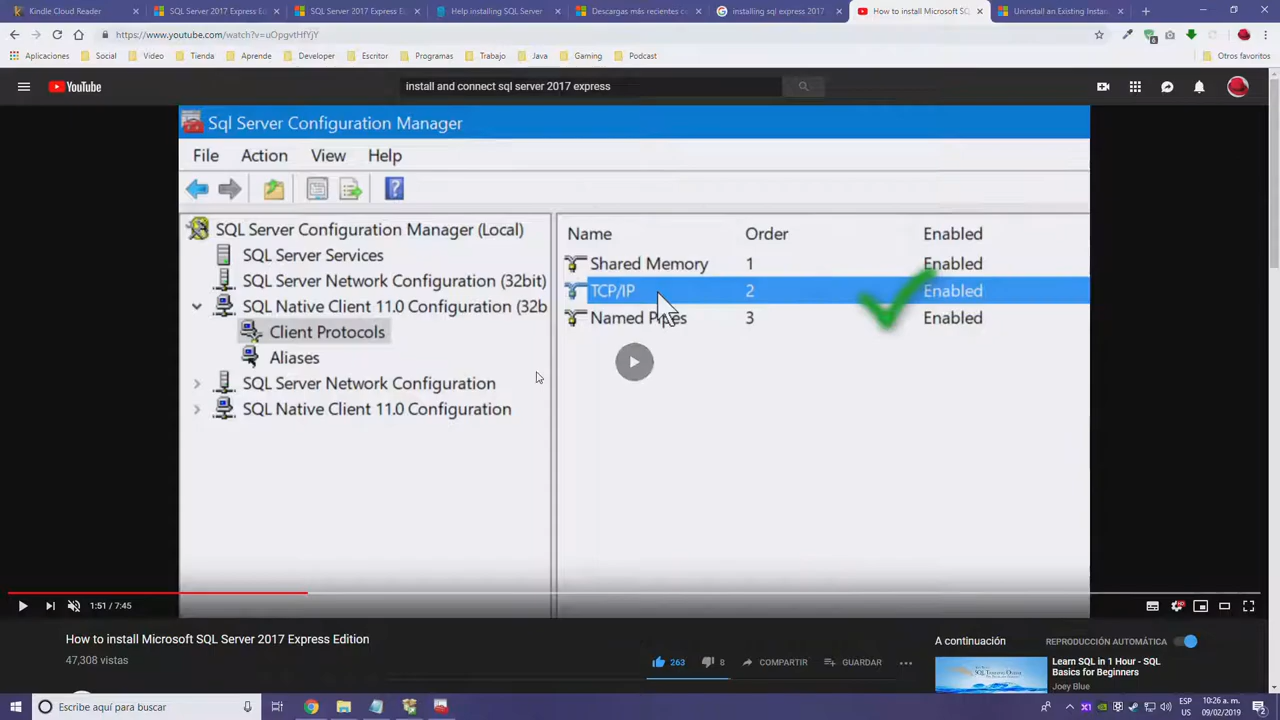 Kindle Cloud Reader
SQL Server 2017 Express Ed
SQL Server 2017 Express Ed
Help installing SQL Server
Descargas más recientes d
installing sql express 2017
How to install Microsoft SQ
Uninstall an Existing Insta
https://www.youtube.com/watch?v=uOpgvtHfYjY
Aplicaciones
Social
Video
Tienda
Aprende
Developer
Escritor
Programas
Trabajo
Java
Gaming
Podcast
Otros favoritos
YouTube
install and connect sql server 2017 express
Sql Server Configuration Manager
File Action View Help
SQL Server Configuration Manager (Local)
SQL Server Services
SQL Server Network Configuration (32bit)
SQL Native Client 11.0 Configuration (32b
Client Protocols
Aliases
SQL Server Network Configuration
SQL Native Client 11.0 Configuration
Name Order Enabled
Shared Memory 1 Enabled
TCP/IP 2 Enabled
Named Pipes 3 Enabled
1:51 / 7:45
How to install Microsoft SQL Server 2017 Express Edition
47,308 vistas
263
8
COMPARTIR
GUARDAR
A continuación
REPRODUCCIÓN AUTOMÁTICA
Learn SQL in 1 Hour - SQL
Basics for Beginners
Joey Blue
Escribe aquí para buscar
ESP
US
10:26 a. m.
09/02/2019
2